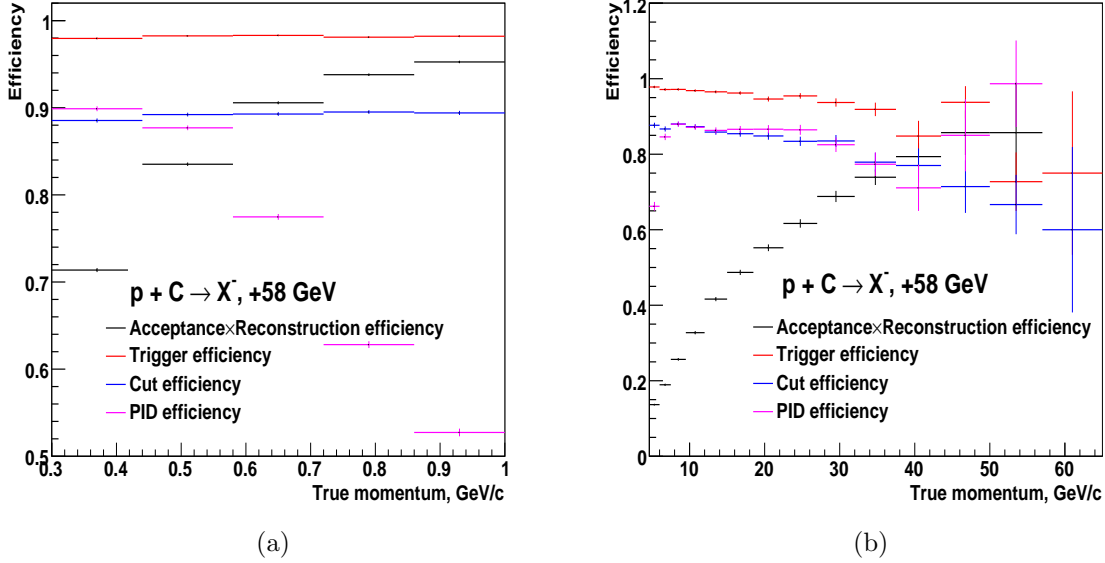 Efficiency
1
0.9
0.8
0.7
0.6
0.5
p + C → X⁻, +58 GeV
Acceptance×Reconstruction efficiency
Trigger efficiency
Cut efficiency
PID efficiency
0.3 0.4 0.5 0.6 0.7 0.8 0.9 1
True momentum, GeV/c
(a)
Efficiency
1.2
1
0.8
0.6
0.4
0.2
0
p + C → X⁻, +58 GeV
Acceptance×Reconstruction efficiency
Trigger efficiency
Cut efficiency
PID efficiency
10 20 30 40 50 60
True momentum, GeV/c
(b)